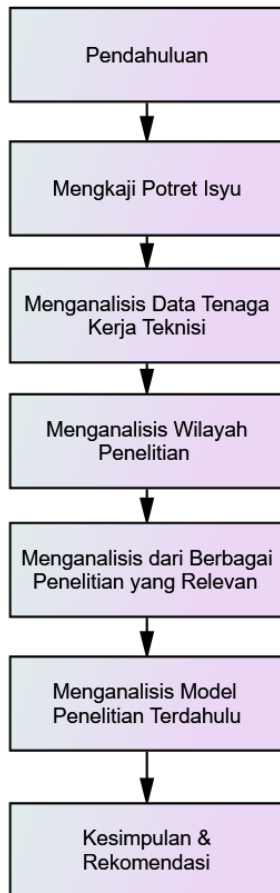 Pendahuluan
Mengkaji Potret Isyu
Menganalisis Data Tenaga
Kerja Teknisi
Menganalisis Wilayah
Penelitian
Menganalisis dari Berbagai
Penelitian yang Relevan
Menganalisis Model
Penelitian Terdahulu
Kesimpulan &
Rekomendasi